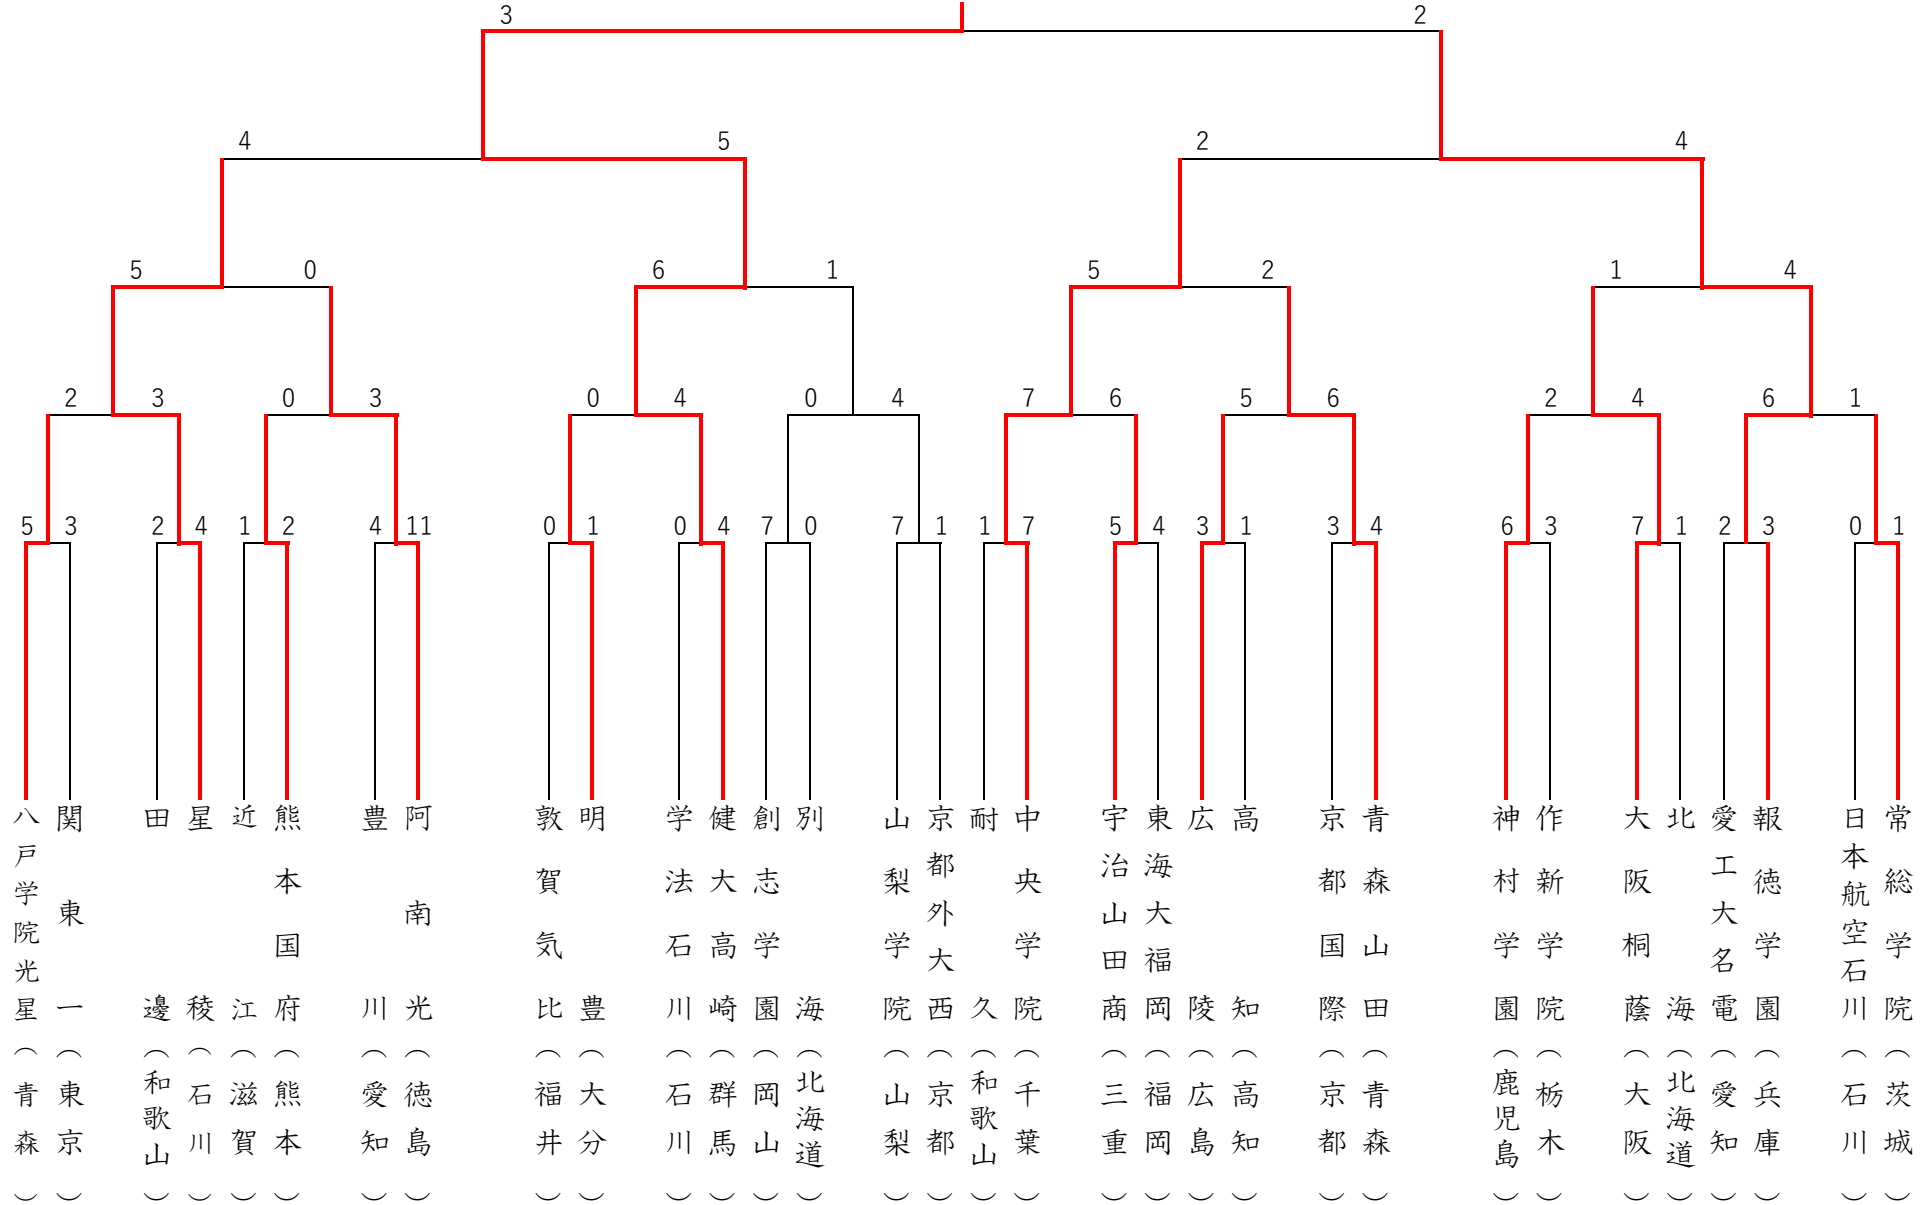 3 2
4 5 2 4
5 0 6 1 5 2 1 4
2 3 0 3 0 4 0 4 7 6 5 6 2 4 6 1
5 3 2 4 1 2 4 11 0 1 0 4 7 0 7 1 1 7 5 4 3 1 3 4 6 3 7 1 2 3 0 1
八戸学院光星（青森）
関東一（東京）
田邊（和歌山）
星稜（石川）
近江（滋賀）
熊本国府（熊本）
豊川（愛知）
阿南光（徳島）
敦賀気比（福井）
明豊（大分）
学法石川（石川）
健大高崎（群馬）
創志学園（岡山）
別海（北海道）
山梨学院（山梨）
京都外大西（京都）
耐久（和歌山）
中央学院（千葉）
宇治山田商（三重）
東海大福岡（福岡）
広陵（広島）
高知（高知）
京都国際（京都）
青森山田（青森）
神村学園（鹿児島）
作新学院（栃木）
大阪桐蔭（大阪）
北海（北海道）
愛工大名電（愛知）
報徳学園（兵庫）
日本航空石川（石川）
常総学院（茨城）